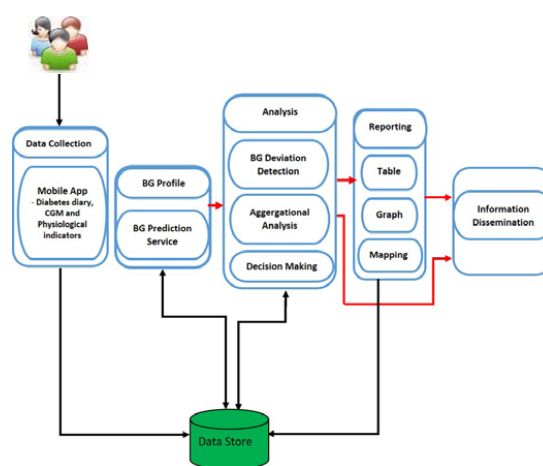 Data Collection
Mobile App
- Diabetes diary,
CGM and
Physiological
indicators
BG Profile
BG Prediction
Service
Analysis
BG Deviation
Detection
Aggergational
Analysis
Decision Making
Reporting
Table
Graph
Mapping
Information
Dissemination
Data Store